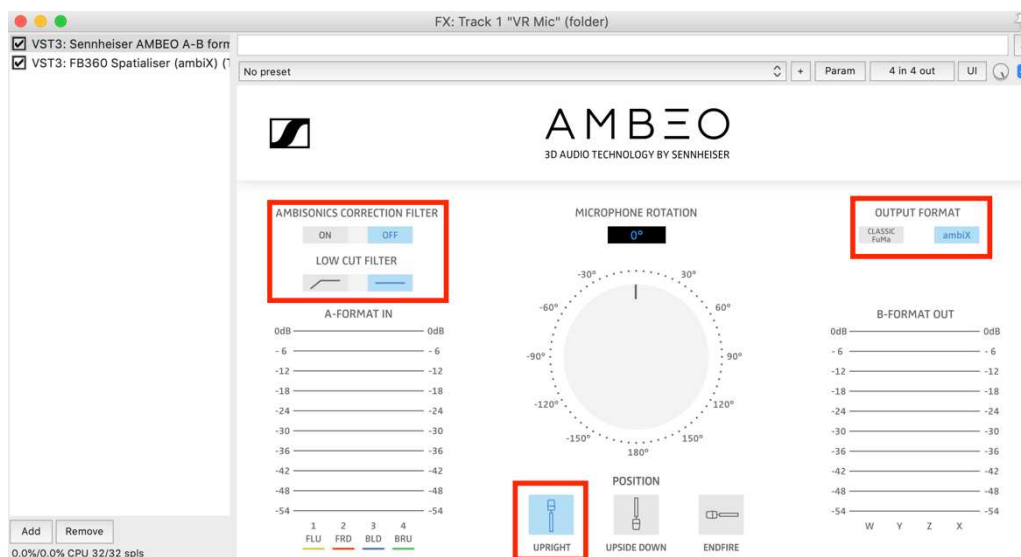 FX: Track 1 "VR Mic" (folder)
VST3: Sennheiser AMBEO A-B form
VST3: FB360 Spatialiser (ambiX) (
No preset
+
Param
4 in 4 out
UI
AMBEO
3D AUDIO TECHNOLOGY BY SENNHEISER
AMBISONICS CORRECTION FILTER
ON OFF
LOW CUT FILTER
MICROPHONE ROTATION
0°
OUTPUT FORMAT
CLASSIC
FuMa
ambiX
-30° 30°
-60° 60°
-90° 90°
-120° 120°
-150° 150°
180°
A-FORMAT IN
0dB 0dB
-6 -6
-12 -12
-18 -18
-24 -24
-30 -30
-36 -36
-42 -42
-48 -48
-54 -54
1 2 3 4
FLU FRD BLD BRU
B-FORMAT OUT
0dB 0dB
-6 -6
-12 -12
-18 -18
-24 -24
-30 -30
-36 -36
-42 -42
-48 -48
-54 -54
W Y Z X
POSITION
UPRIGHT UPSIDE DOWN ENDFIRE
Add Remove
0.0%/0.0% CPU 32/32 spls